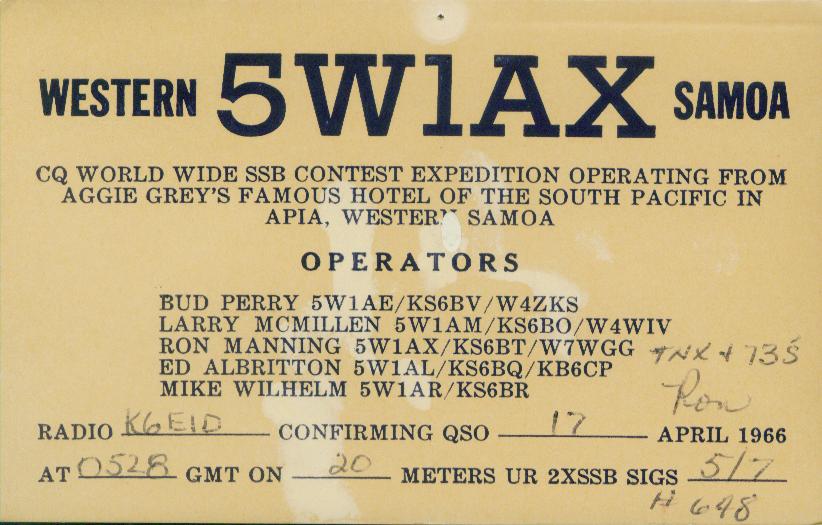 WESTERN 5W1AX SAMOA
CQ WORLD WIDE SSB CONTEST EXPEDITION OPERATING FROM
AGGIE GREY'S FAMOUS HOTEL OF THE SOUTH PACIFIC IN
APIA, WESTERN SAMOA
OPERATORS
BUD PERRY 5W1AE/KS6BV/W4ZKS
LARRY MCMILLEN 5W1AM/KS6BO/W4WIV
RON MANNING 5W1AX/KS6BT/W7WGG TNX + 73'S
ED ALBRITTON 5W1AL/KS6BQ/KB6CP
MIKE WILHELM 5W1AR/KS6BR Ron
RADIO K6EID CONFIRMING QSO 17 APRIL 1966
AT 0528 GMT ON 20 METERS UR 2XSSB SIGS 5/7
# 648